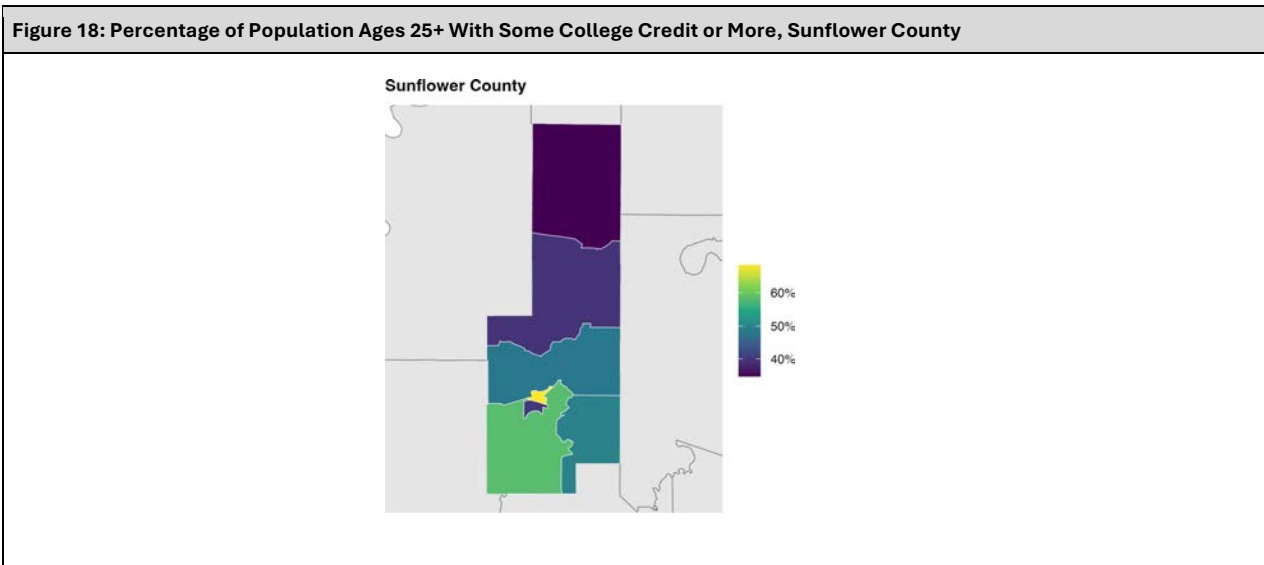 Figure 18: Percentage of Population Ages 25+ With Some College Credit or More, Sunflower County
Sunflower County
60%
50%
40%